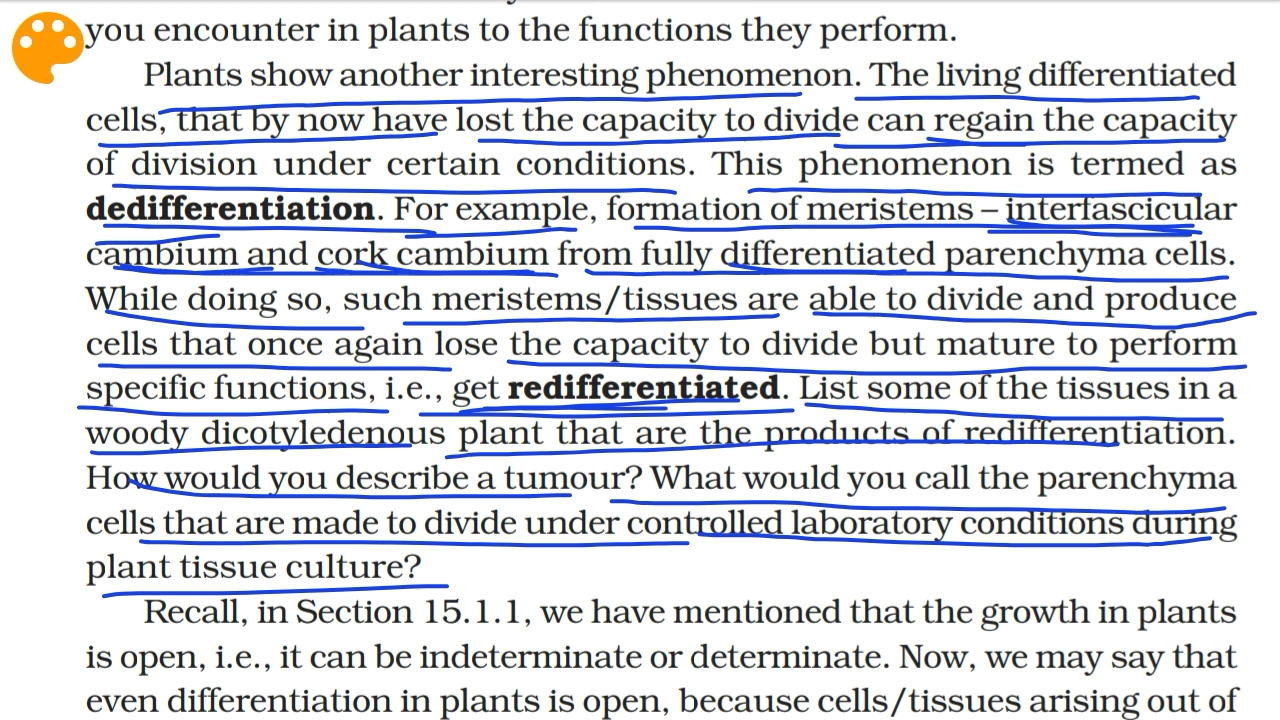 you encounter in plants to the functions they perform.
Plants show another interesting phenomenon. The living differentiated
cells, that by now have lost the capacity to divide can regain the capacity
of division under certain conditions. This phenomenon is termed as
dedifferentiation. For example, formation of meristems – interfascicular
cambium and cork cambium from fully differentiated parenchyma cells.
While doing so, such meristems/tissues are able to divide and produce
cells that once again lose the capacity to divide but mature to perform
specific functions, i.e., get redifferentiated. List some of the tissues in a
woody dicotyledenous plant that are the products of redifferentiation.
How would you describe a tumour? What would you call the parenchyma
cells that are made to divide under controlled laboratory conditions during
plant tissue culture?
Recall, in Section 15.1.1, we have mentioned that the growth in plants
is open, i.e., it can be indeterminate or determinate. Now, we may say that
even differentiation in plants is open, because cells/tissues arising out of